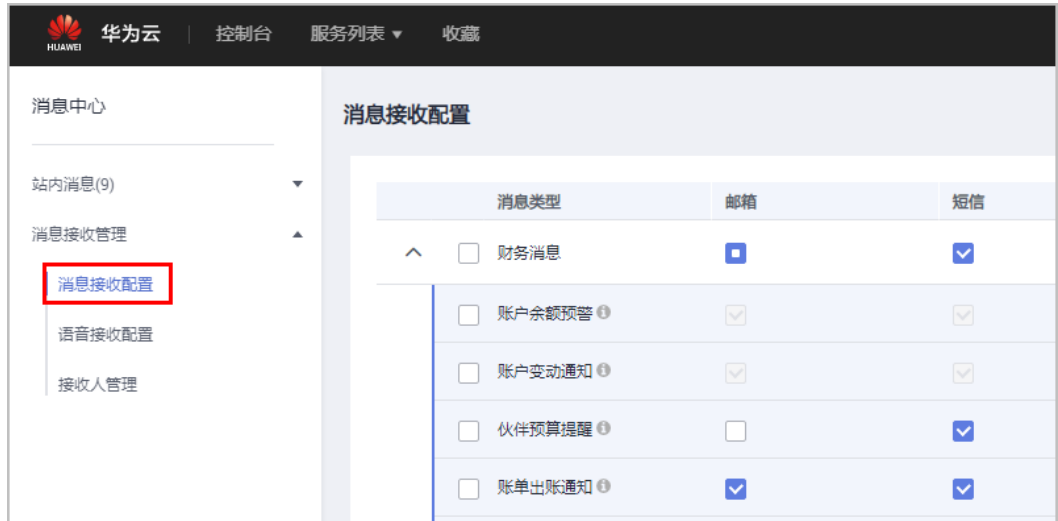 HUAWEI 华为云 控制台 服务列表 收藏
消息中心
站内消息(9)
消息接收管理
消息接收配置
语音接收配置
接收人管理
消息接收配置
消息类型 邮箱 短信
财务消息
账户余额预警
账户变动通知
伙伴预算提醒
账单出账通知